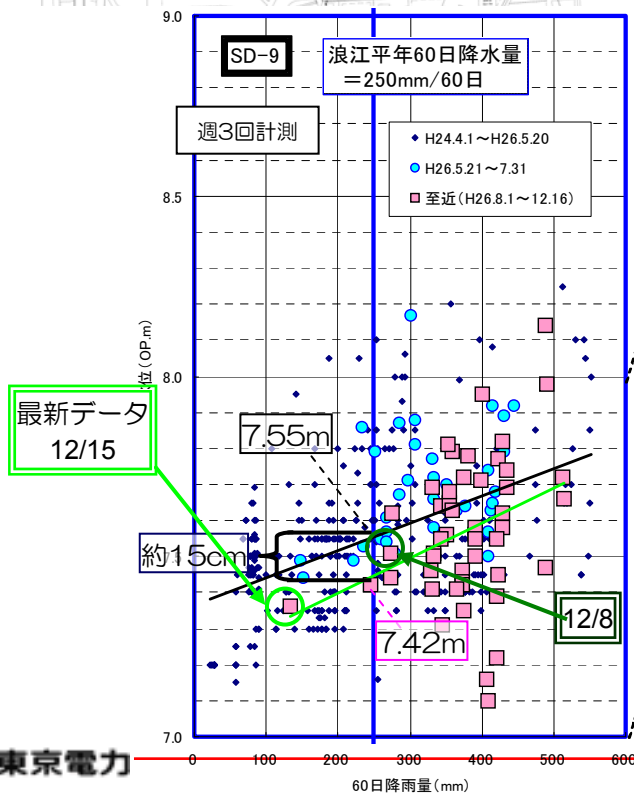 9.0
SD-9
浪江平年60日降水量
＝250mm/60日
週3回計測
H24.4.1～H26.5.20
H26.5.21～7.31
至近(H26.8.1～12.16)
8.5
位(OP.m)
8.0
最新データ
12/15
7.55m
約15cm
12/8
7.42m
7.0
0 100 200 300 400 500 600
60日降雨量(mm)
東京電力